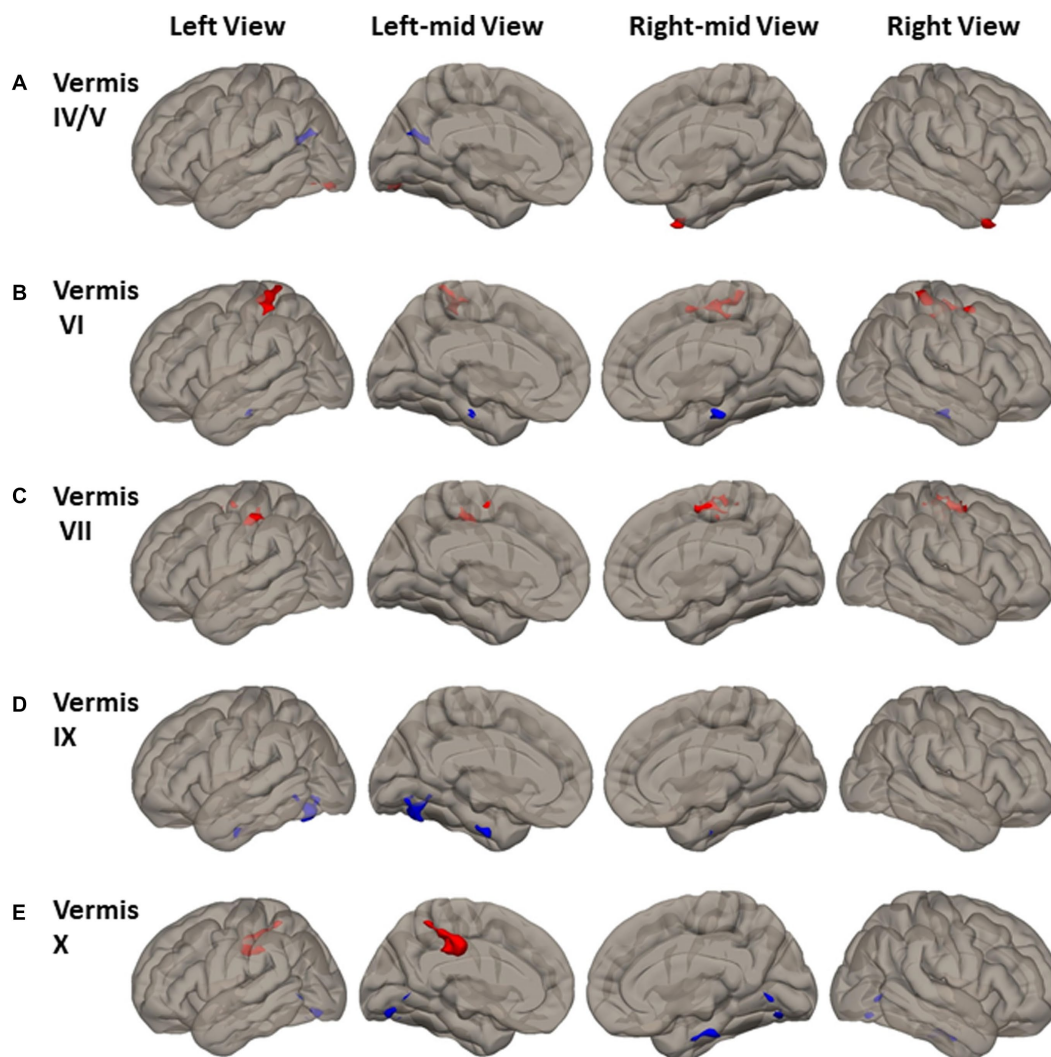 Left View Left-mid View Right-mid View Right View
A Vermis
IV/V
B Vermis
VI
C Vermis
VII
D Vermis
IX
E Vermis
X